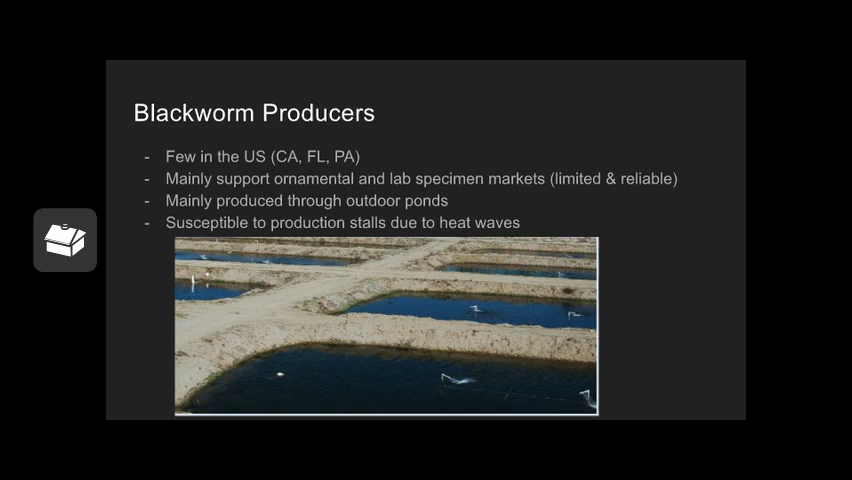 Blackworm Producers
- Few in the US (CA, FL, PA)
- Mainly support ornamental and lab specimen markets (limited & reliable)
- Mainly produced through outdoor ponds
- Susceptible to production stalls due to heat waves